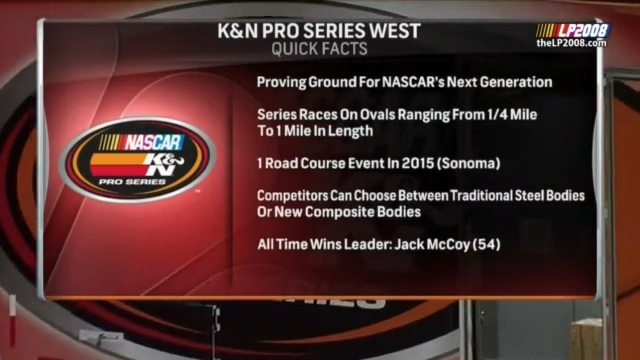 K&N PRO SERIES WEST
QUICK FACTS
LP2008
theLP2008.com
Proving Ground For NASCAR's Next Generation
Series Races On Ovals Ranging From 1/4 Mile
To 1 Mile In Length
1 Road Course Event In 2015 (Sonoma)
Competitors Can Choose Between Traditional Steel Bodies
Or New Composite Bodies
All Time Wins Leader: Jack McCoy (54)
NASCAR
K&N
PRO SERIES